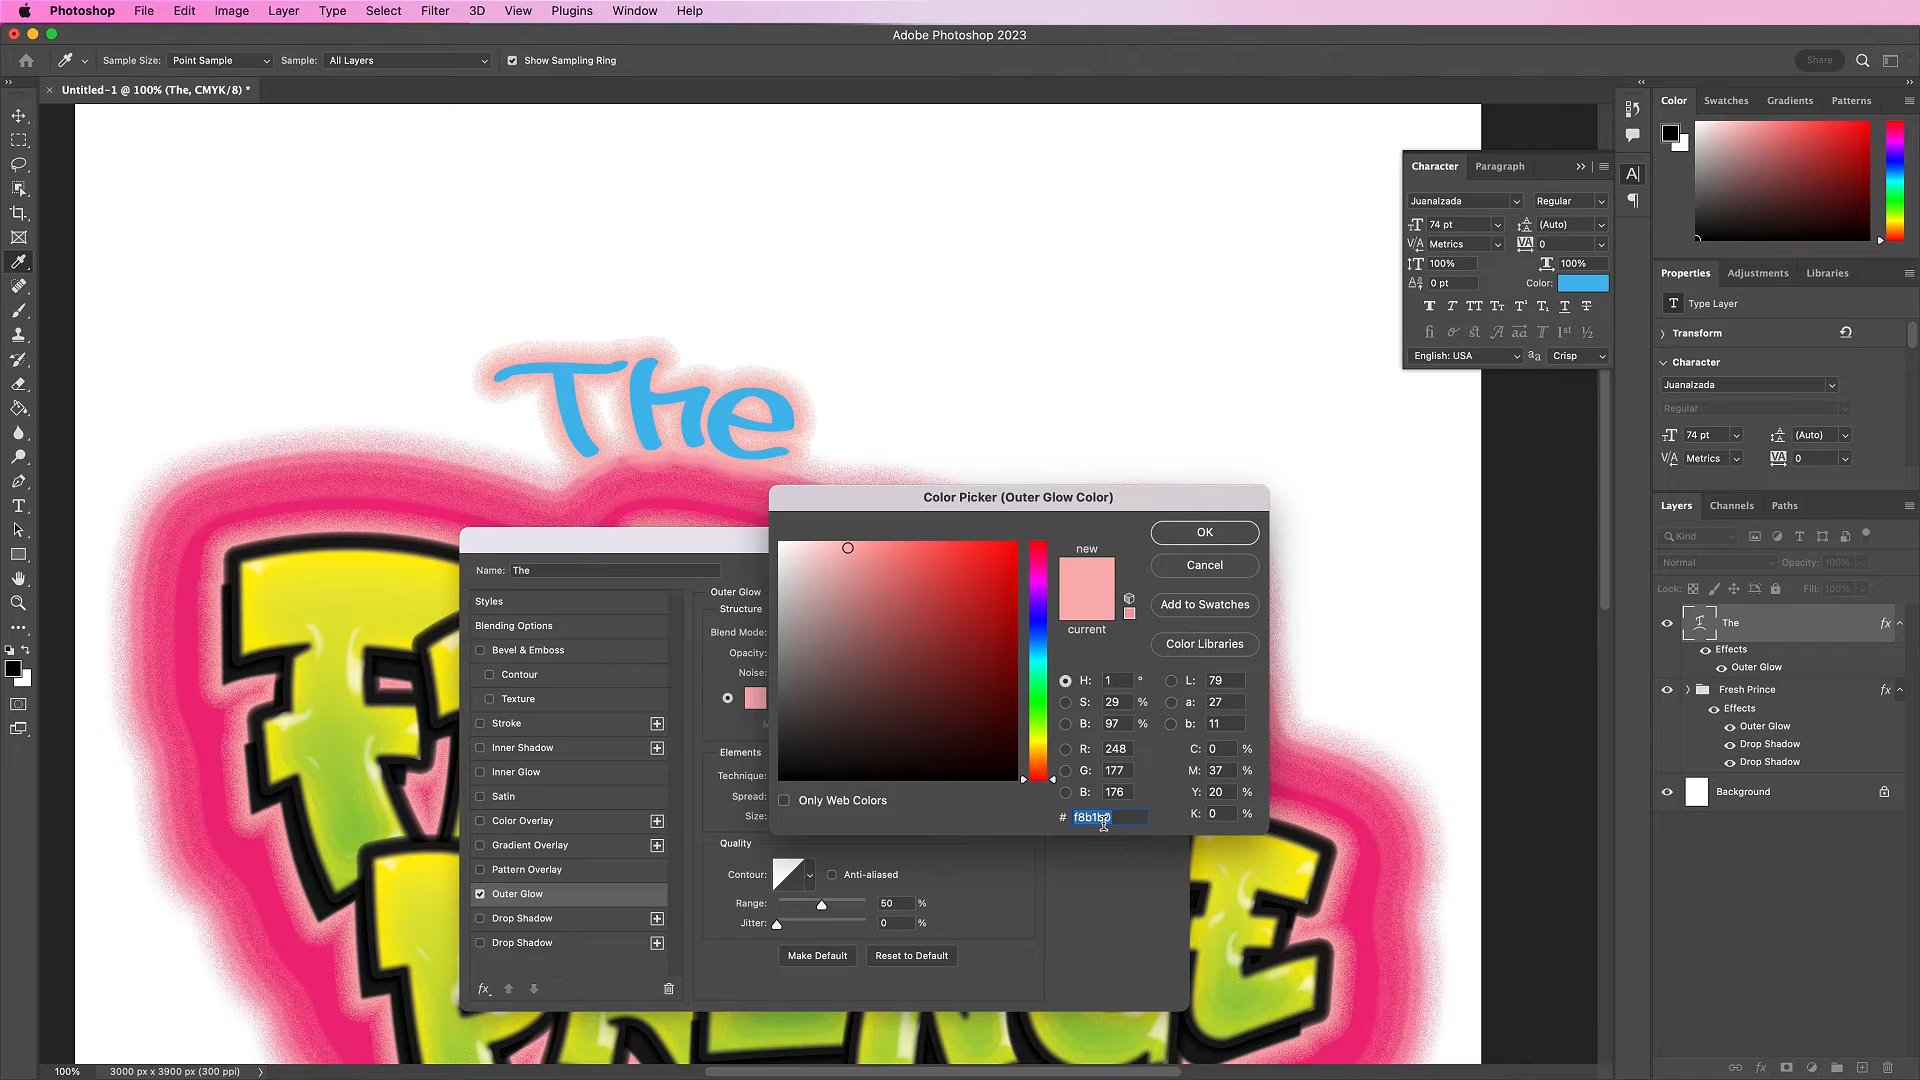 Photoshop File Edit Image Layer Type Select Filter 3D View Plugins Window Help
Adobe Photoshop 2023
Sample Size: Point Sample Sample: All Layers Show Sampling Ring Share
Untitled-1 @ 100% (The, CMYK/8) *
Color Swatches Gradients Patterns
Character Paragraph
Juanalzada Regular
74 pt (Auto)
Metrics 0
100% 100%
0 pt Color:
English: USA Crisp
Properties Adjustments Libraries
Type Layer
Transform
Character
Juanalzada
Regular
74 pt (Auto)
Metrics 0
The
Color Picker (Outer Glow Color)
new
current
OK
Cancel
Add to Swatches
Color Libraries
H: 1 ° L: 79
S: 29 % a: 27
B: 97 % b: 11
R: 248 C: 0 %
G: 177 M: 37 %
B: 176 Y: 20 %
# f8b1b0 K: 0 %
Only Web Colors
Name: The
Styles
Blending Options
Bevel & Emboss
Contour
Texture
Stroke
Inner Shadow
Inner Glow
Satin
Color Overlay
Gradient Overlay
Pattern Overlay
Outer Glow
Drop Shadow
Drop Shadow
fx
Outer Glow
Structure
Blend Mode:
Opacity:
Noise:
Elements
Technique:
Spread:
Size:
Quality
Contour: Anti-aliased
Range: 50 %
Jitter: 0 %
Make Default Reset to Default
Layers Channels Paths
Kind
Normal Opacity: 100%
Lock: Fill: 100%
The fx
Effects
Outer Glow
Fresh Prince fx
Effects
Outer Glow
Drop Shadow
Drop Shadow
Background
100% 3000 px x 3900 px (300 ppi)